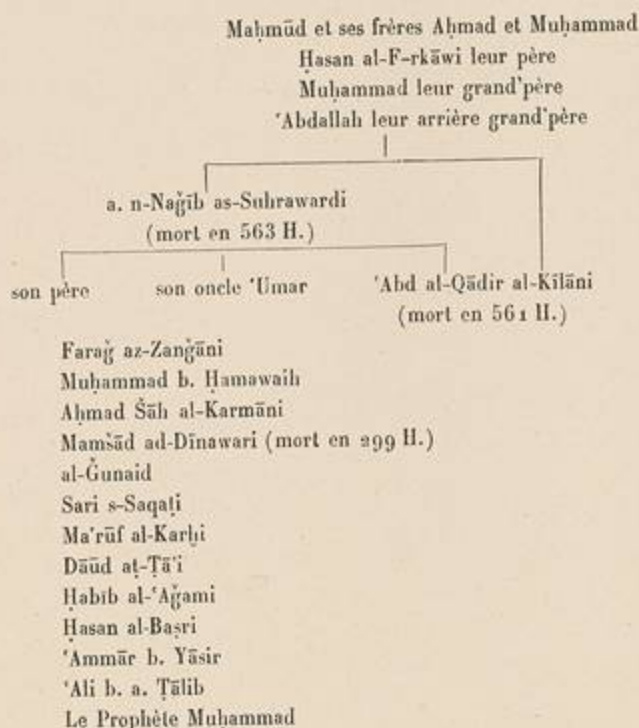 Maḥmūd et ses frères Aḥmad et Muḥammad
Ḥasan al-F-rkāwi leur père
Muḥammad leur grand'père
‘Abdallah leur arrière grand'père
a. n-Naǧīb as-Suhrawardi
(mort en 563 H.)
son père
son oncle ‘Umar
‘Abd al-Qādir al-Kīlāni
(mort en 561 H.)
Faraǧ az-Zanǧāni
Muḥammad b. Ḥamawaih
Aḥmad Šāh al-Karmāni
Mamšād ad-Dīnawari (mort en 299 H.)
al-Ǧunaid
Sari s-Saqaṭi
Ma‘rūf al-Karḫi
Dāūd aṭ-Ṭā'i
Ḥabīb al-‘Aǧami
Ḥasan al-Baṣri
‘Ammār b. Yāsir
‘Ali b. a. Ṭālib
Le Prophète Muḥammad